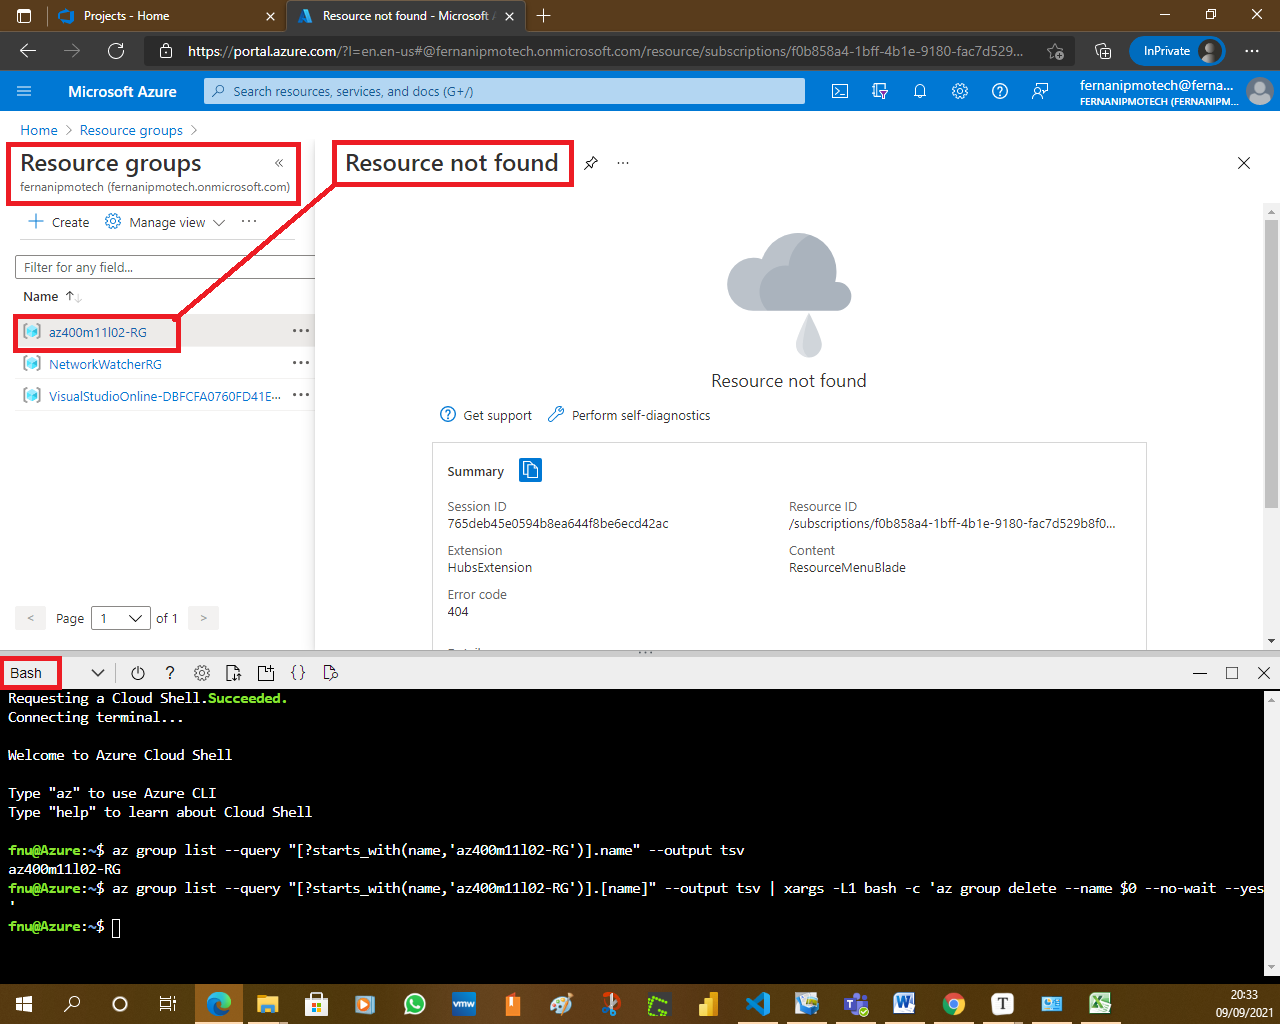 Projects - Home
Resource not found - Microsoft A
https://portal.azure.com/?l=en.en-us#@fernanipmotech.onmicrosoft.com/resource/subscriptions/f0b858a4-1bff-4b1e-9180-fac7d529...
InPrivate
Microsoft Azure
Search resources, services, and docs (G+/)
fernanipmotech@ferna...
FERNANIPMOTECH (FERNANIPM...
Home > Resource groups >
Resource groups
«
fernanipmotech (fernanipmotech.onmicrosoft.com)
Resource not found
...
+ Create
Manage view
...
Filter for any field...
Name ↑↓
az400m11l02-RG
...
NetworkWatcherRG
...
VisualStudioOnline-DBFCFA0760FD41E...
...
< Page 1 of 1 >
Resource not found
Get support
Perform self-diagnostics
Summary
Session ID
765deb45e0594b8ea644f8be6ecd42ac
Resource ID
/subscriptions/f0b858a4-1bff-4b1e-9180-fac7d529b8f0...
Extension
HubsExtension
Content
ResourceMenuBlade
Error code
404
Bash
?
{}
Requesting a Cloud Shell.Succeeded.
Connecting terminal...
Welcome to Azure Cloud Shell
Type "az" to use Azure CLI
Type "help" to learn about Cloud Shell
fnu@Azure:~$ az group list --query "[?starts_with(name,'az400m11l02-RG')].name" --output tsv
az400m11l02-RG
fnu@Azure:~$ az group list --query "[?starts_with(name,'az400m11l02-RG')].[name]" --output tsv | xargs -L1 bash -c 'az group delete --name $0 --no-wait --yes
'
fnu@Azure:~$
vmw
20:33
09/09/2021